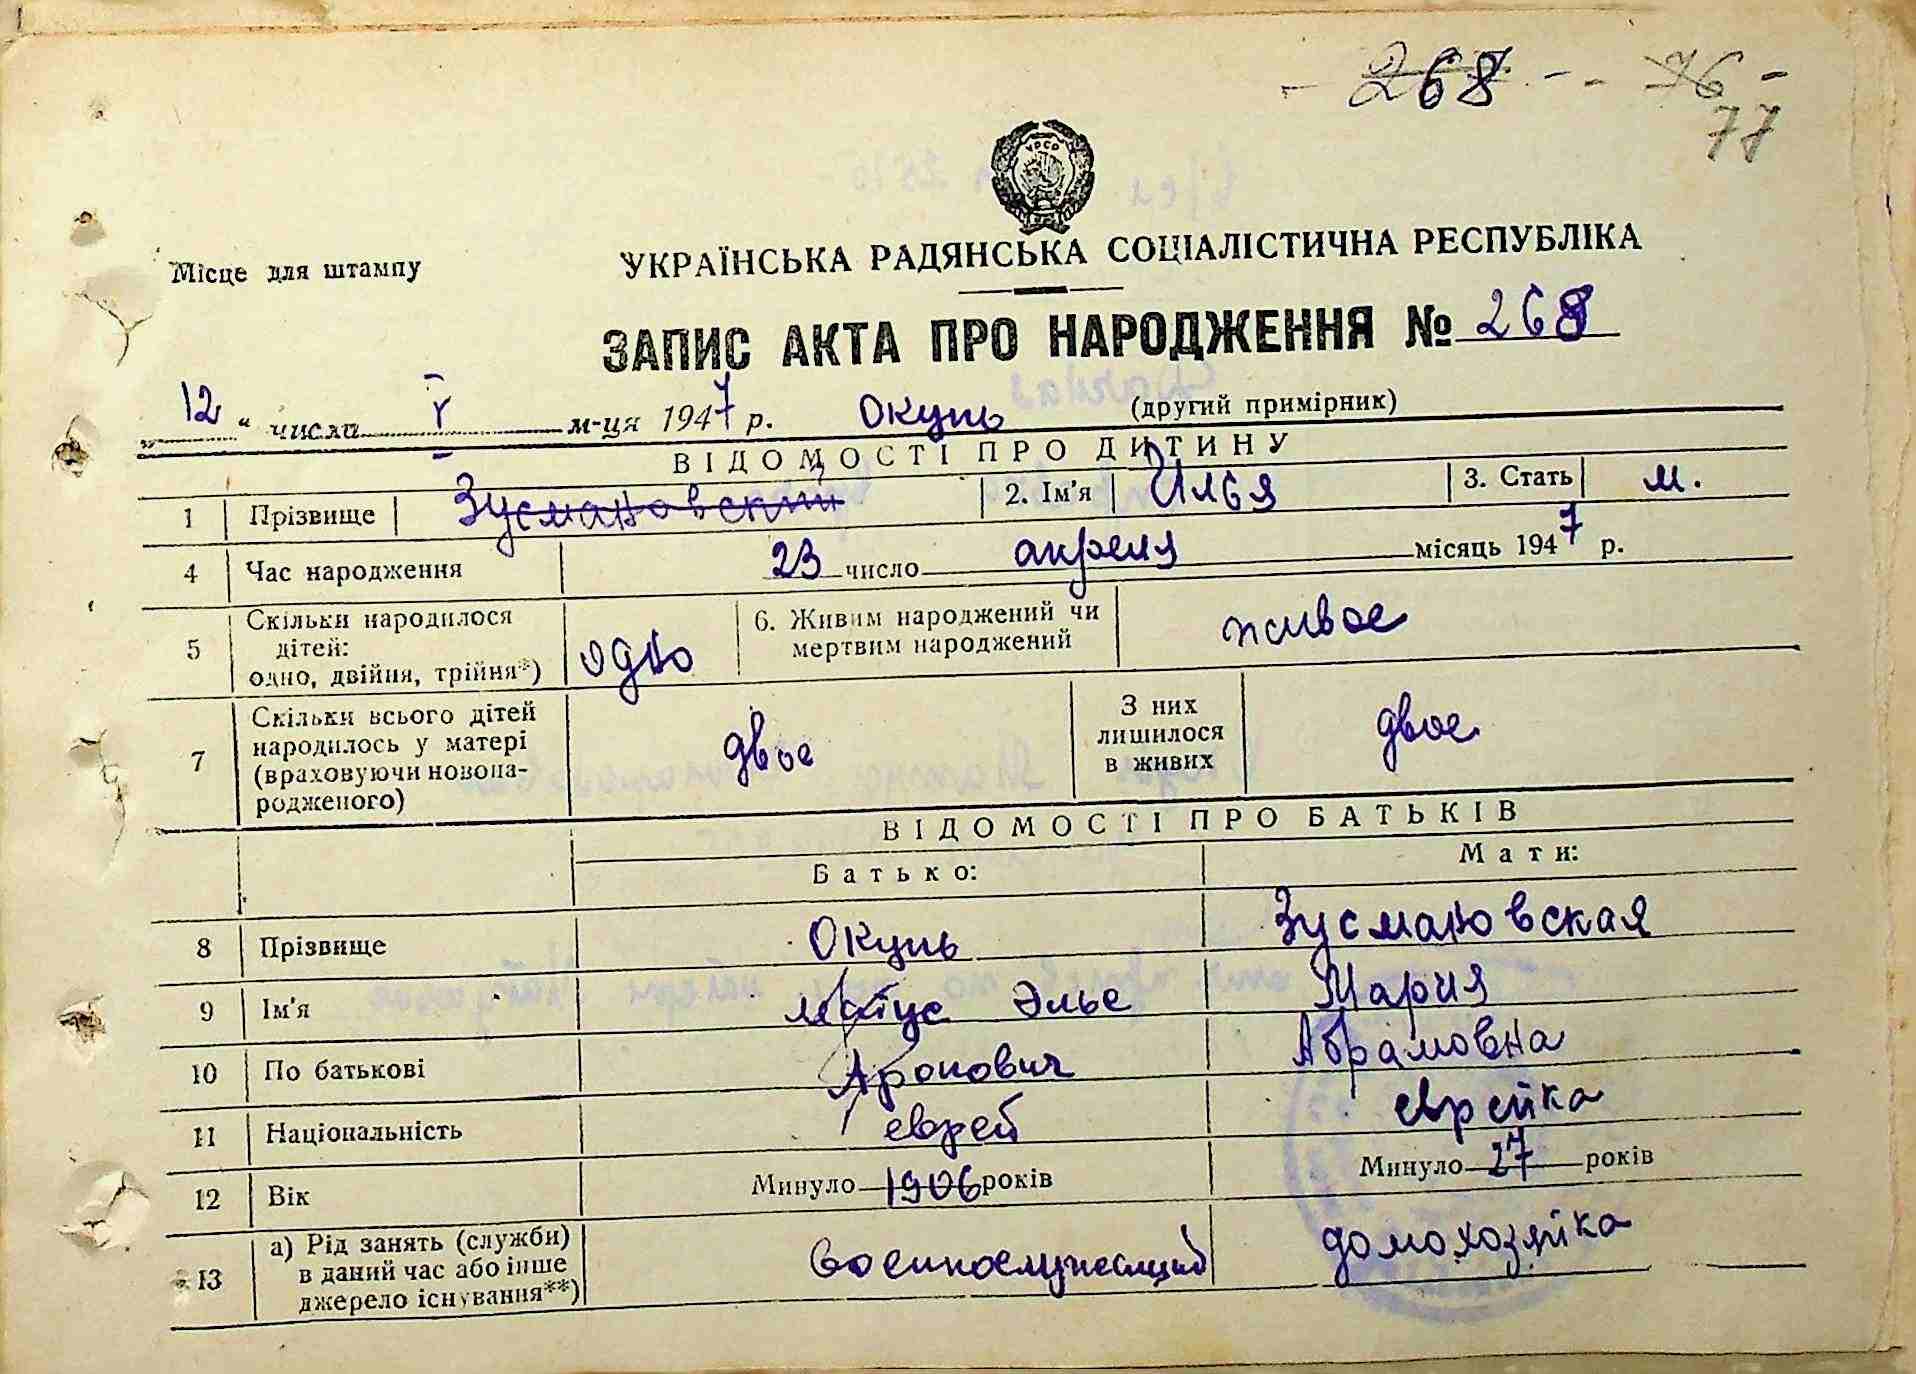 - 268 - - 76 -
77
УРСР
Місце для штампу
УКРАЇНСЬКА РАДЯНСЬКА СОЦІАЛІСТИЧНА РЕСПУБЛІКА
ЗАПИС АКТА ПРО НАРОДЖЕННЯ № 268
12 " числа V м-ця 1947 р. Окунь (другий примірник)
ВІДОМОСТІ ПРО ДИТИНУ
1 Прізвище Зусмановский 2. Ім'я Илья 3. Стать м.
4 Час народження 23 число апреля місяць 1947 р.
5 Скільки народилося дітей: одно, двійня, трійня*) одно 6. Живим народжений чи мертвим народжений живое
7 Скільки всього дітей народилось у матері (враховуючи новонародженого) двое З них лишилося в живих двое
ВІДОМОСТІ ПРО БАТЬКІВ
Батько: Мати:
8 Прізвище Окунь Зусмановская
9 Ім'я Эльс Мария
10 По батькові Аронович Абрамовна
11 Національність еврей еврейка
12 Вік Минуло 1906 років Минуло 27 років
13 а) Рід занять (служби) в даний час або інше джерело існування**) военнослужащий домохозяйка